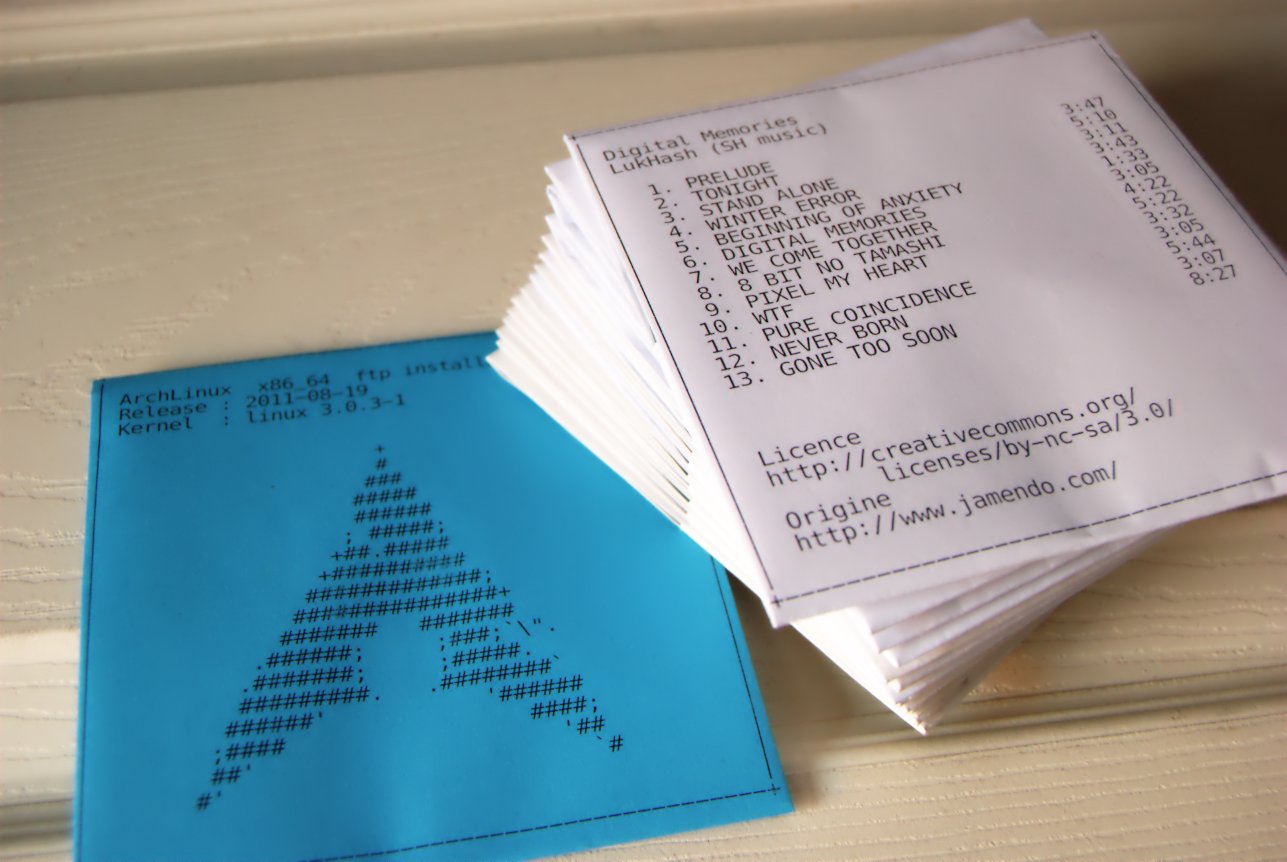 ArchLinux x86_64 ftp install
Release : 2011-08-19
Kernel : linux 3.0.3-1
Digital Memories
LukHash (SH music)
1. PRELUDE 3:47
2. TONIGHT 5:10
3. STAND ALONE 3:11
4. WINTER ERROR 3:43
5. BEGINNING OF ANXIETY 1:33
6. DIGITAL MEMORIES 3:05
7. WE COME TOGETHER 4:22
8. 8 BIT NO TAMASHI 5:22
9. PIXEL MY HEART 3:32
10. WTF 3:05
11. PURE COINCIDENCE 5:44
12. NEVER BORN 3:07
13. GONE TOO SOON 8:27
Licence
http://creativecommons.org/
licenses/by-nc-sa/3.0/
Origine
http://www.jamendo.com/